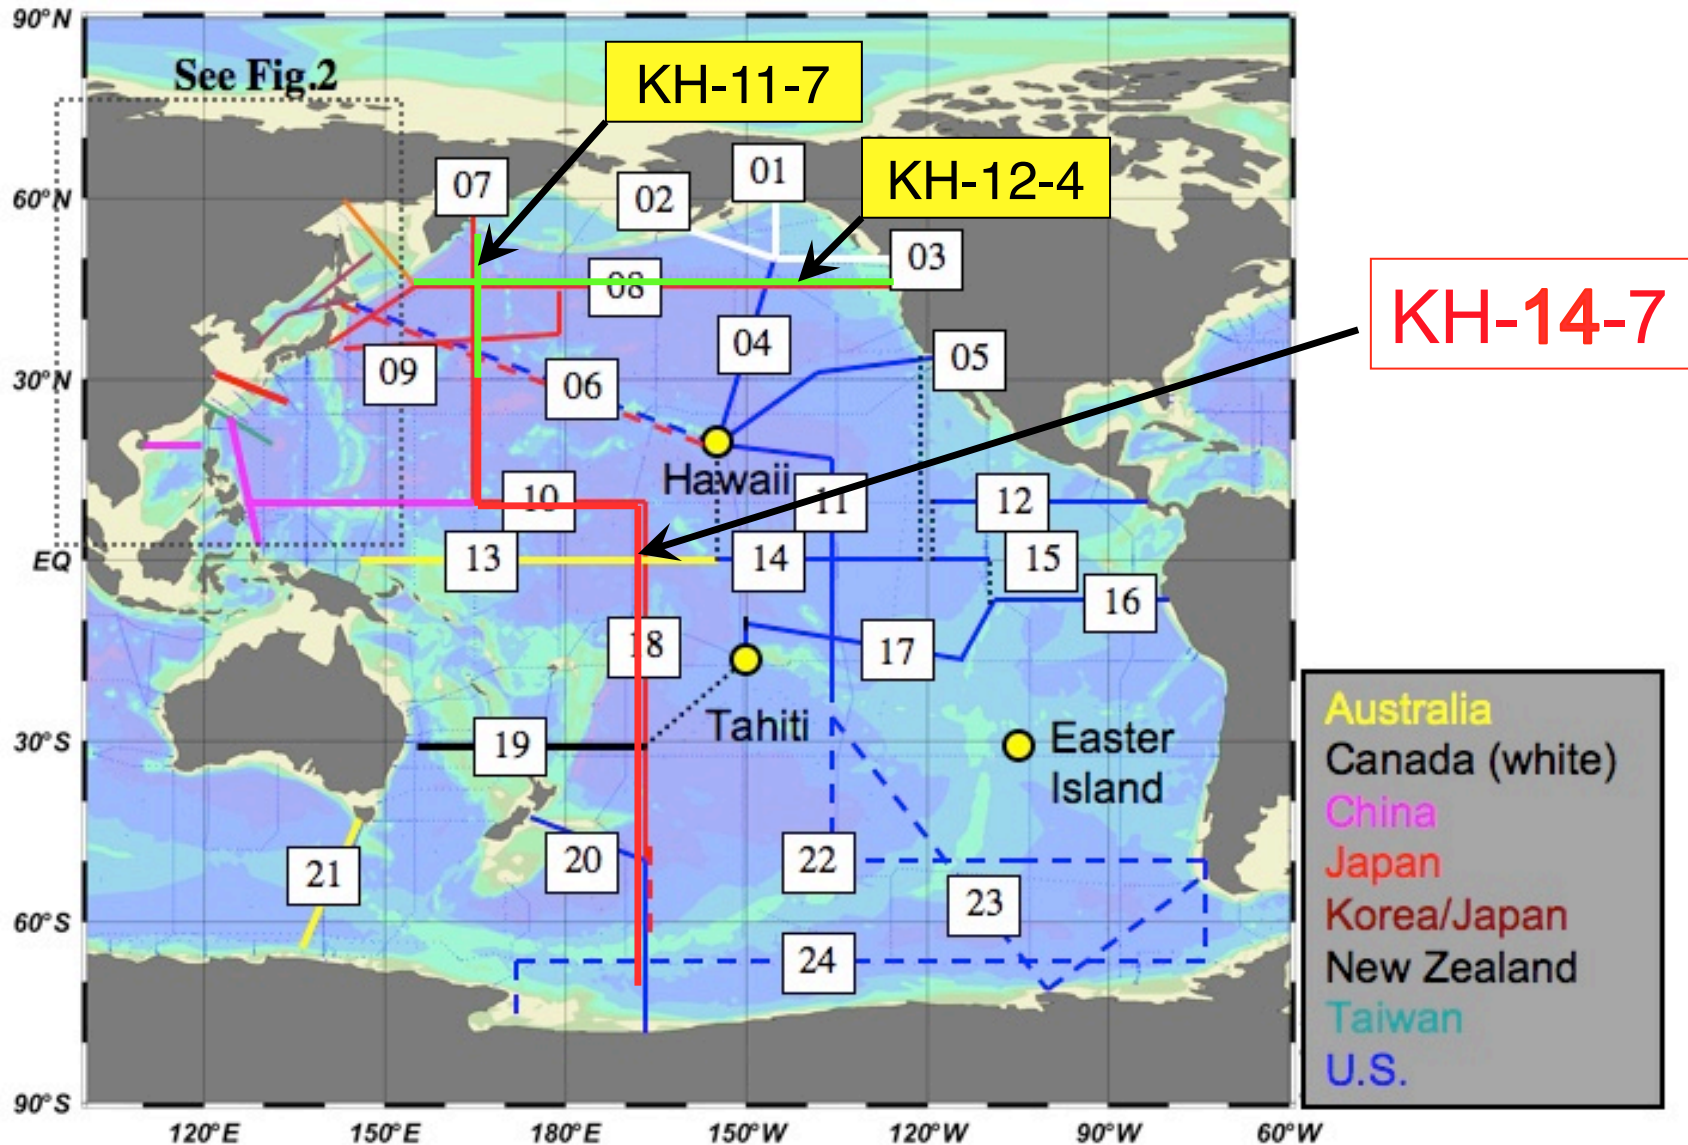 90°N
See Fig.2
KH-11-7
KH-12-4
01
07
02
60°N
03
08
KH-14-7
04
05
09
30°N
06
Hawaii
10
11
12
EQ
13
14
15
16
18
17
Tahiti
Easter
Island
30°S
19
20
21
22
23
60°S
24
90°S
120°E
150°E
180°W
150°W
120°W
90°W
60°W
Australia
Canada (white)
China
Japan
Korea/Japan
New Zealand
Taiwan
U.S.